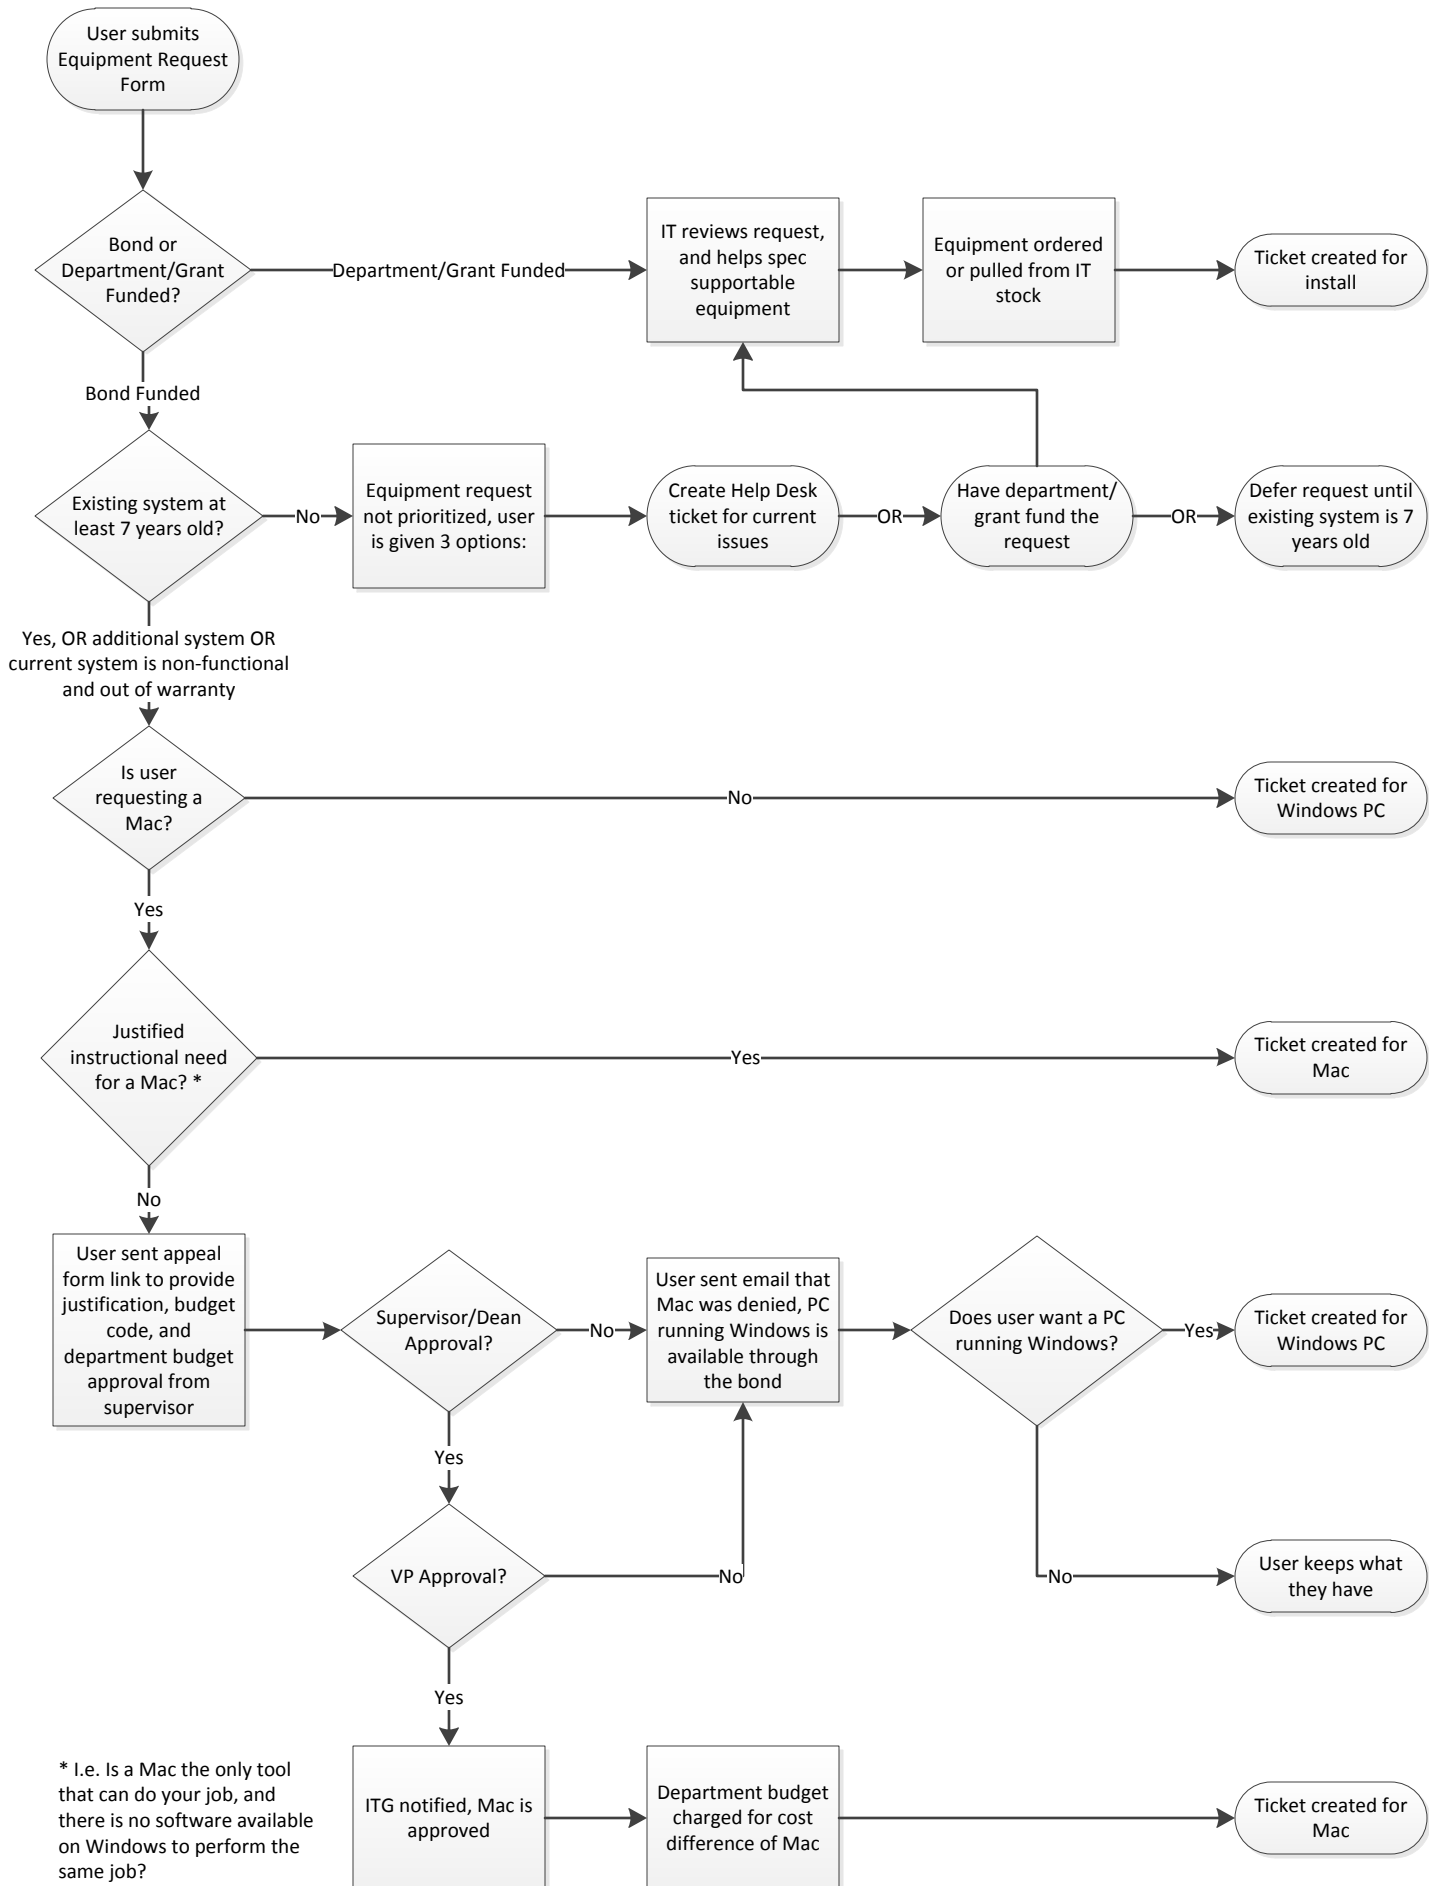 User submits
Equipment Request
Form
Bond or
Department/Grant
Funded?
Department/Grant Funded
IT reviews request,
and helps spec
supportable
equipment
Equipment ordered
or pulled from IT
stock
Ticket created for
install
Bond Funded
Existing system at
least 7 years old?
No
Equipment request
not prioritized, user
is given 3 options:
Create Help Desk
ticket for current
issues
OR
Have department/
grant fund the
request
OR
Defer request until
existing system is 7
years old
Yes, OR additional system OR
current system is non-functional
and out of warranty
Is user
requesting a
Mac?
No
Ticket created for
Windows PC
Yes
Justified
instructional need
for a Mac? *
Yes
Ticket created for
Mac
No
User sent appeal
form link to provide
justification, budget
code, and
department budget
approval from
supervisor
Supervisor/Dean
Approval?
No
User sent email that
Mac was denied, PC
running Windows is
available through
the bond
Does user want a PC
running Windows?
Yes
Ticket created for
Windows PC
Yes
VP Approval?
No
No
User keeps what
they have
Yes
* I.e. Is a Mac the only tool
that can do your job, and
there is no software available
on Windows to perform the
same job?
ITG notified, Mac is
approved
Department budget
charged for cost
difference of Mac
Ticket created for
Mac